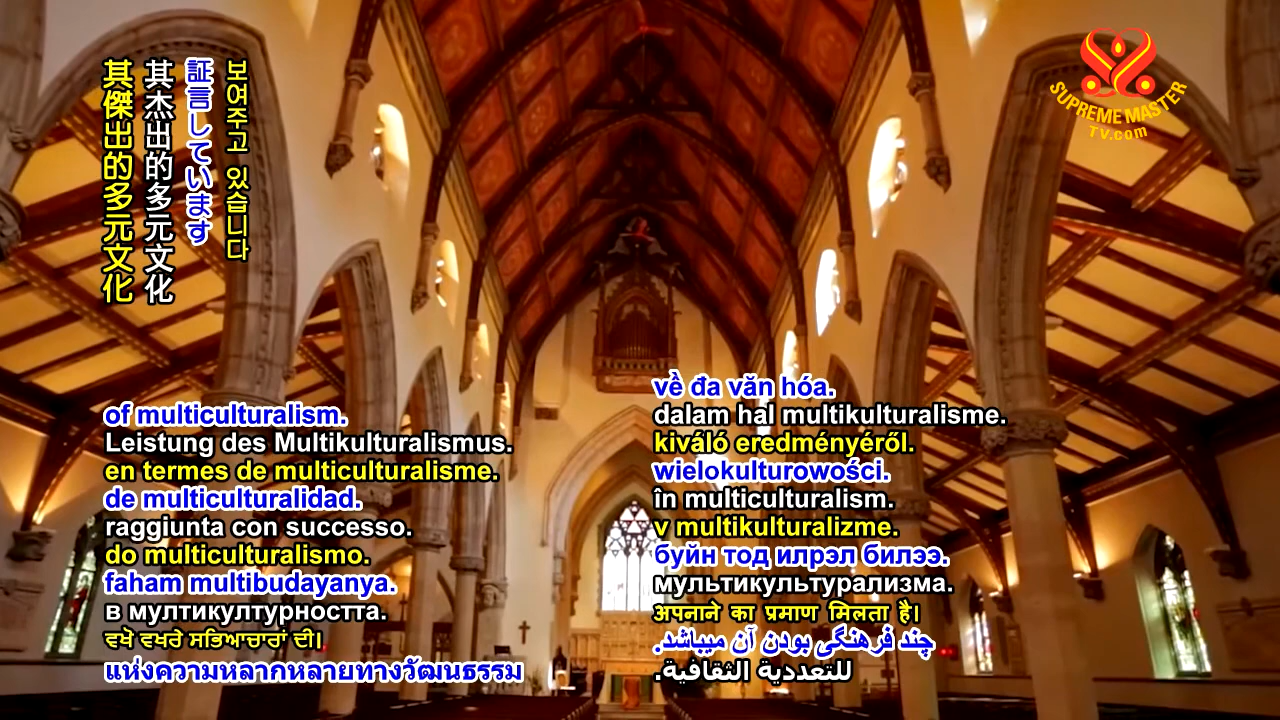 보여주고 있습니다
証言しています
其杰出的多元文化
其傑出的多元文化
SUPREME MASTER
TV.com
of multiculturalism.
Leistung des Multikulturalismus.
en termes de multiculturalisme.
de multiculturalidad.
raggiunta con successo.
do multiculturalismo.
faham multibudayanya.
в мултикултурността.
ਵਖੋ ਵਖਰੇ ਸਭਿਆਚਾਰਾਂ ਦੀ।
แห่งความหลากหลายทางวัฒนธรรม
về đa văn hóa.
dalam hal multikulturalisme.
kiváló eredményéről.
wielokulturowości.
în multiculturalism.
v multikulturalizme.
буйн тод илрэл билээ.
мультикультурализма.
अपनाने का प्रमाण मिलता है।
چند فرهنگی بودن آن میباشد.
للتعددية الثقافية.